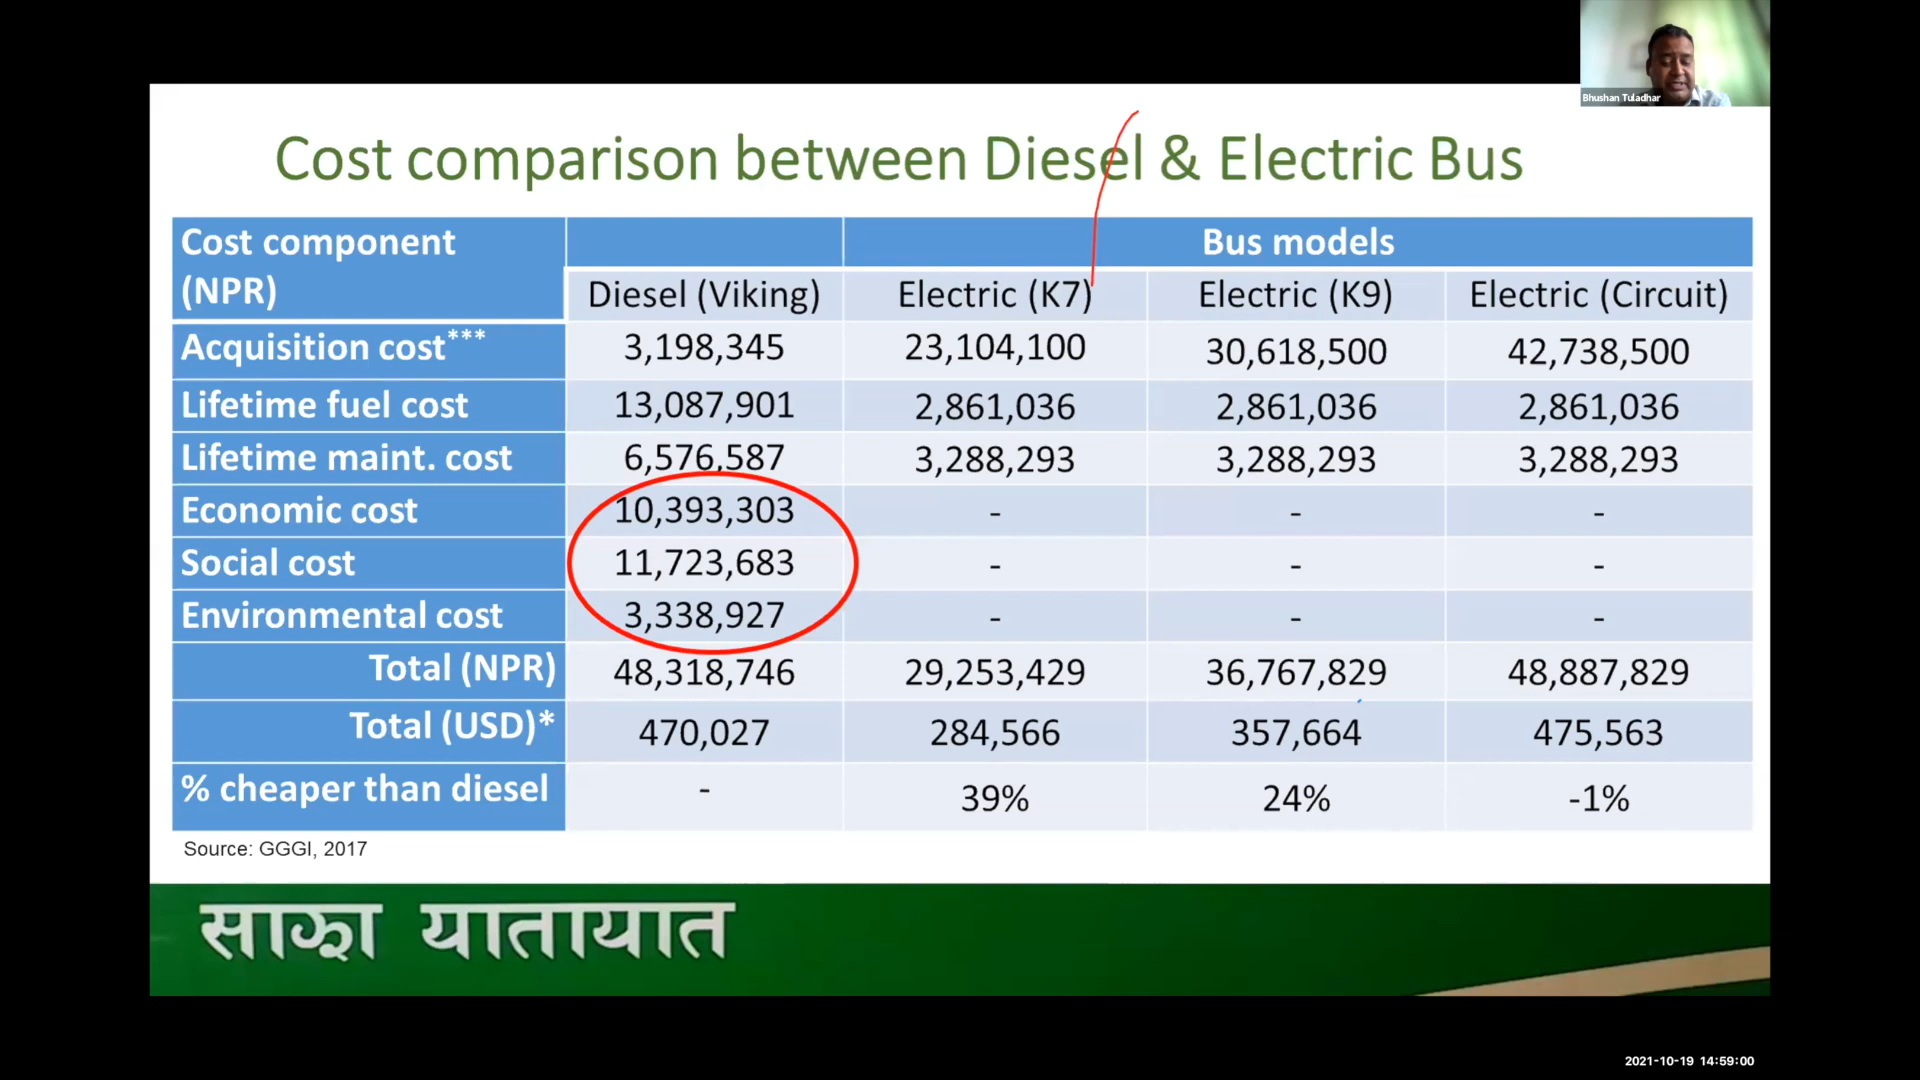 Bhushan Tuladhar
Cost comparison between Diesel & Electric Bus
Cost component (NPR) Bus models
Diesel (Viking) Electric (K7) Electric (K9) Electric (Circuit)
Acquisition cost*** 3,198,345 23,104,100 30,618,500 42,738,500
Lifetime fuel cost 13,087,901 2,861,036 2,861,036 2,861,036
Lifetime maint. cost 6,576,587 3,288,293 3,288,293 3,288,293
Economic cost 10,393,303 - - -
Social cost 11,723,683 - - -
Environmental cost 3,338,927 - - -
Total (NPR) 48,318,746 29,253,429 36,767,829 48,887,829
Total (USD)* 470,027 284,566 357,664 475,563
% cheaper than diesel - 39% 24% -1%
Source: GGGI, 2017
साझा यातायात
2021-10-19 14:59:00